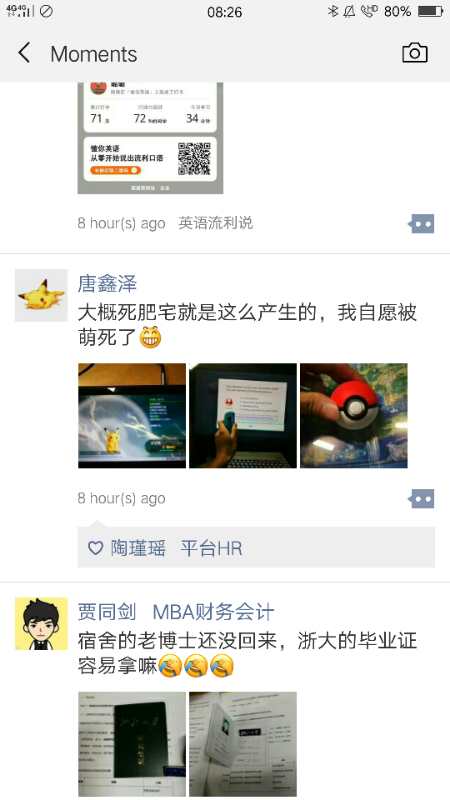 4G 4G
08:26
80%
Moments
71
72
34
懂你英语
从零开始说出流利口语
8 hour(s) ago 英语流利说
唐鑫泽
大概死肥宅就是这么产生的，我自愿被
萌死了😁
8 hour(s) ago
陶瑾瑶 平台HR
贾同剑 MBA财务会计
宿舍的老博士还没回来，浙大的毕业证
容易拿嘛🤣🤣🤣